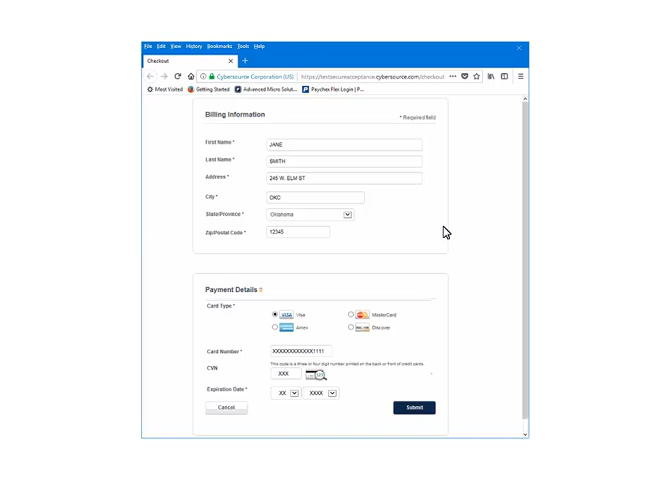 File Edit View History Bookmarks Tools Help
Checkout
Cybersource Corporation (US) https://testsecureacceptance.cybersource.com/checkout
Most Visited Getting Started Advanced Micro Solut... Paychex Flex Login | P...
Billing Information
* Required field
First Name * JANE
Last Name * SMITH
Address * 245 W. ELM ST
City * OKC
State/Province * Oklahoma
Zip/Postal Code * 12345
Payment Details
Card Type *
VISA Visa MasterCard
Amex Discover
Card Number * XXXXXXXXXXXX1111
This code is a three or four digit number printed on the back or front of credit cards.
CVN XXX
Expiration Date * XX XXXX
Cancel Submit